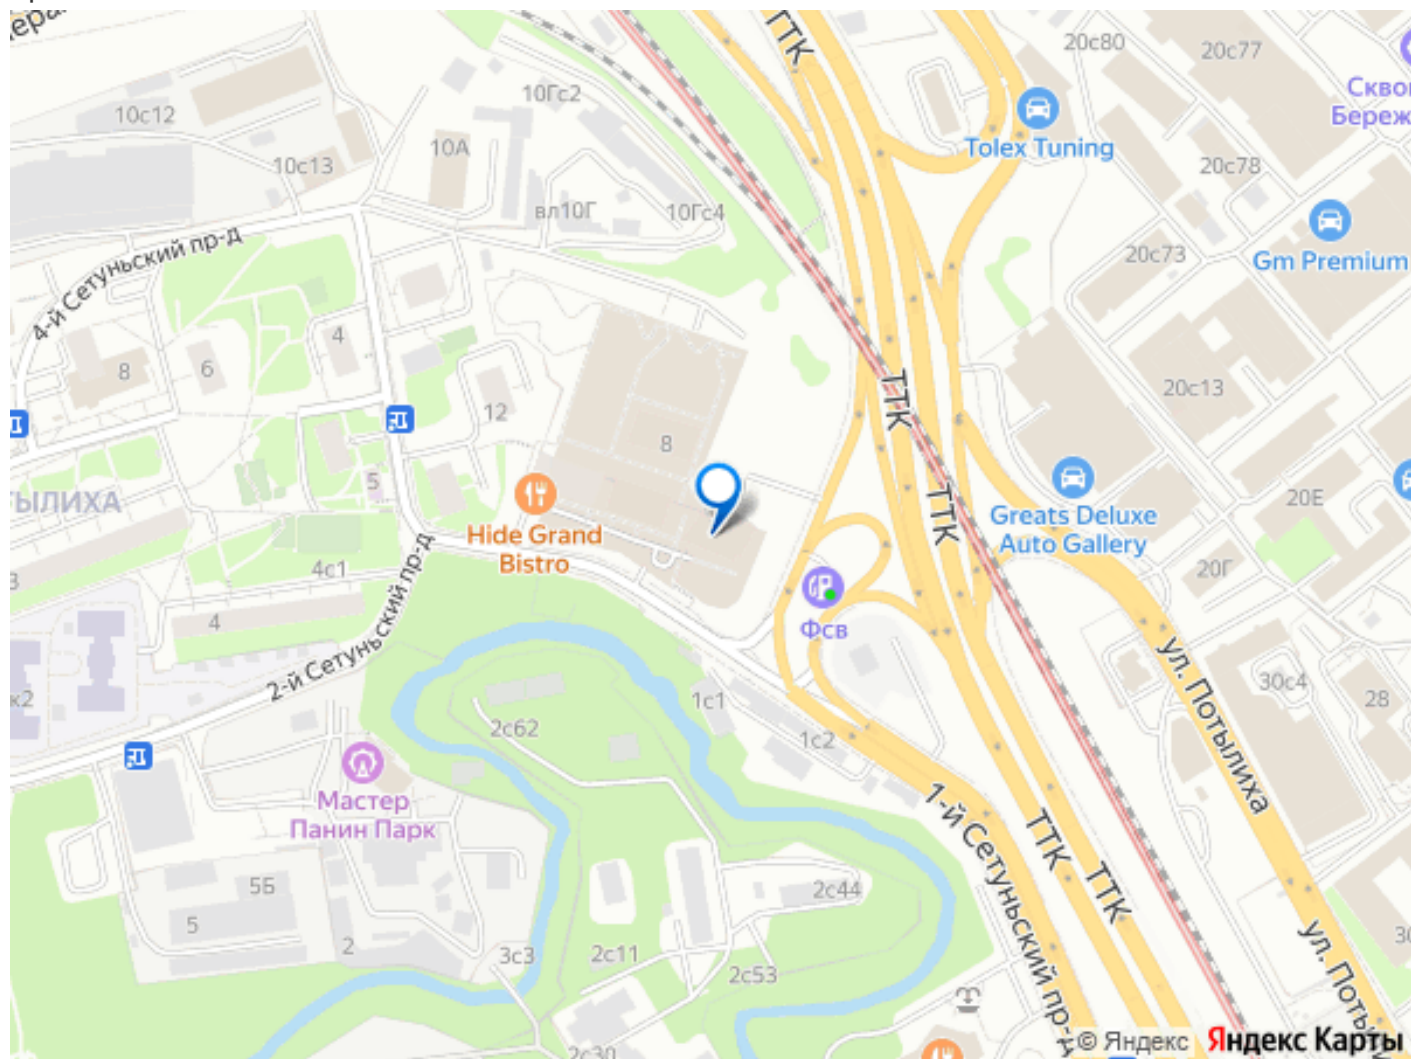 ТТК
20с80
20с77
10Гс2
10с12
Tolex Tuning
10А
20с78
10с13
вл10Г
10Гс4
4-й Сетуньский пр-д
20с73
Gm Premium
4
8
6
ТТК
20с13
12
8
5
20Е
ТТК
Greats Deluxe
Auto Gallery
Hide Grand
Bistro
4с1
20Г
2-й Сетуньский пр-д
4
Фсв
ул. Потылиха
30с4
28
1с1
2с62
1с2
Мастер
Панин Парк
1-й Сетуньский пр-д
ТТК
ТТК
5Б
2с44
5
2
3с3
2с11
2с53
ул. Потыл
2с30
© Яндекс Яндекс Карты